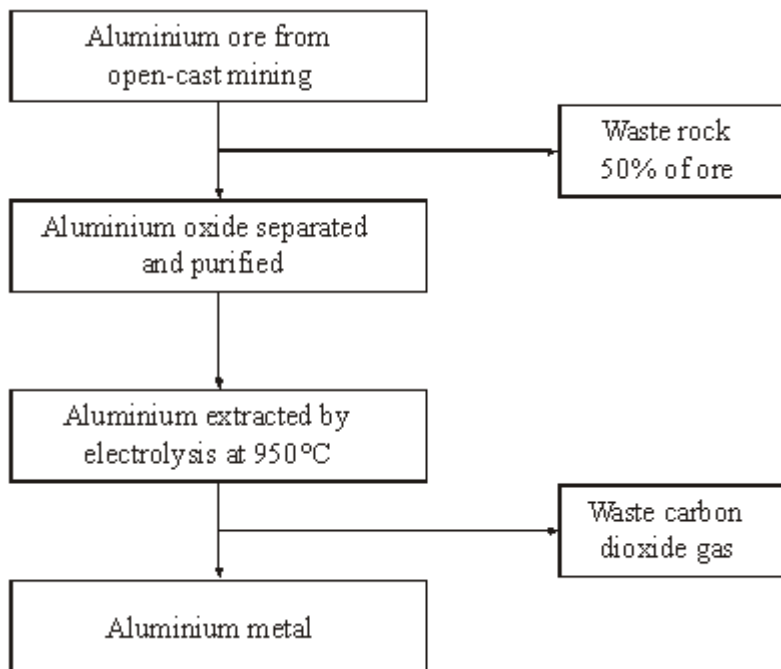 Aluminium ore from
open-cast mining
Waste rock
50% of ore
Aluminium oxide separated
and purified
Aluminium extracted by
electrolysis at 950°C
Waste carbon
dioxide gas
Aluminium metal